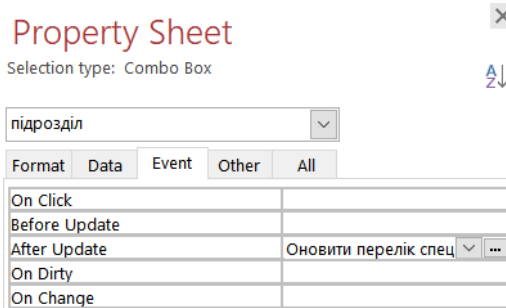 Property Sheet
Selection type: Combo Box
підрозділ
Format Data Event Other All
On Click
Before Update
After Update Оновити перелік спец
On Dirty
On Change